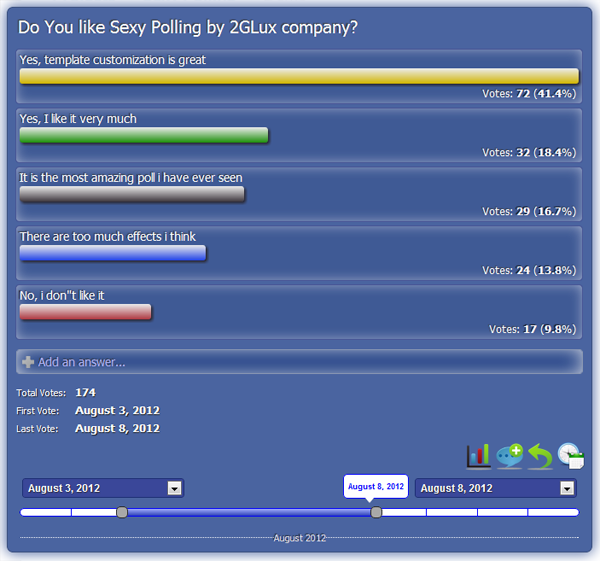 Do You like Sexy Polling by 2GLux company?
Yes, template customization is great
Votes: 72 (41.4%)
Yes, I like it very much
Votes: 32 (18.4%)
It is the most amazing poll i have ever seen
Votes: 29 (16.7%)
There are too much effects i think
Votes: 24 (13.8%)
No, i don"t like it
Votes: 17 (9.8%)
Add an answer...
Total Votes: 174
First Vote: August 3, 2012
Last Vote: August 8, 2012
August 3, 2012 August 8, 2012 August 8, 2012
August 2012